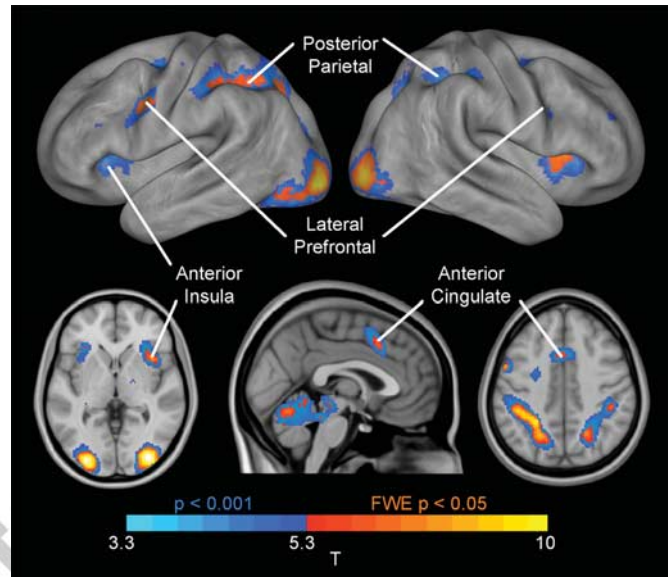 Posterior
Parietal
Lateral
Prefrontal
Anterior
Insula
Anterior
Cingulate
p < 0.001
FWE p < 0.05
3.3
5.3
10
T